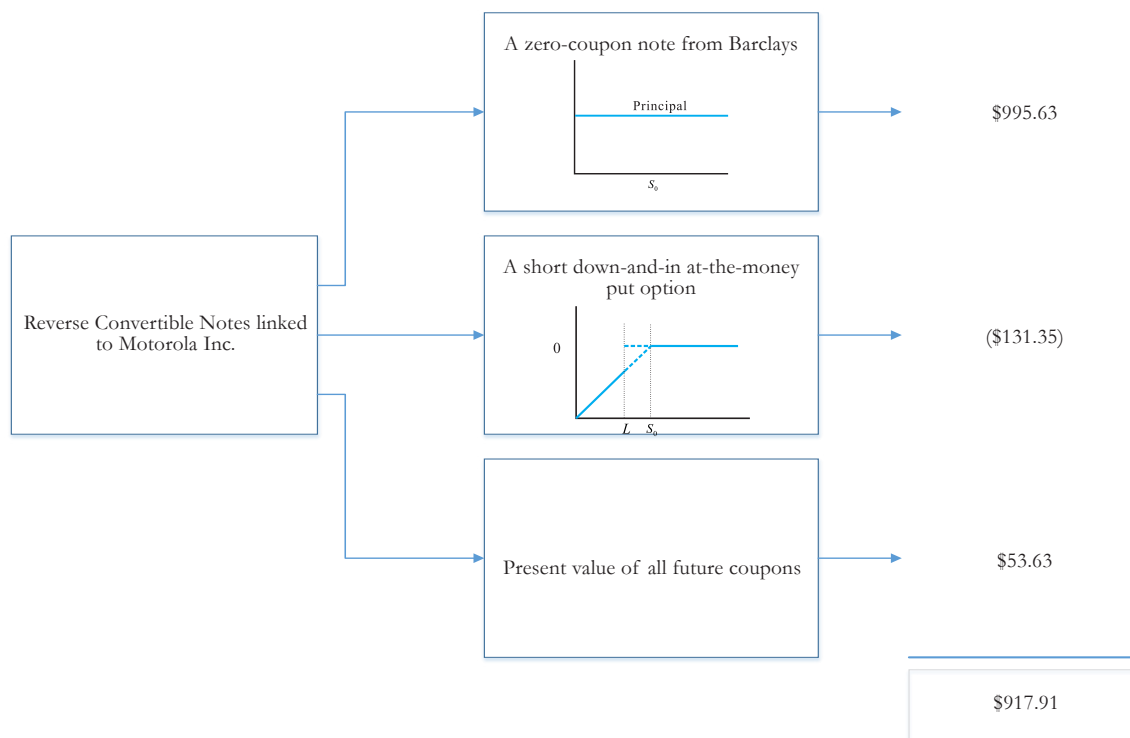 A zero-coupon note from Barclays
Principal
S₀
$995.63
Reverse Convertible Notes linked
to Motorola Inc.
A short down-and-in at-the-money
put option
0
L S₀
($131.35)
Present value of all future coupons
$53.63
$917.91